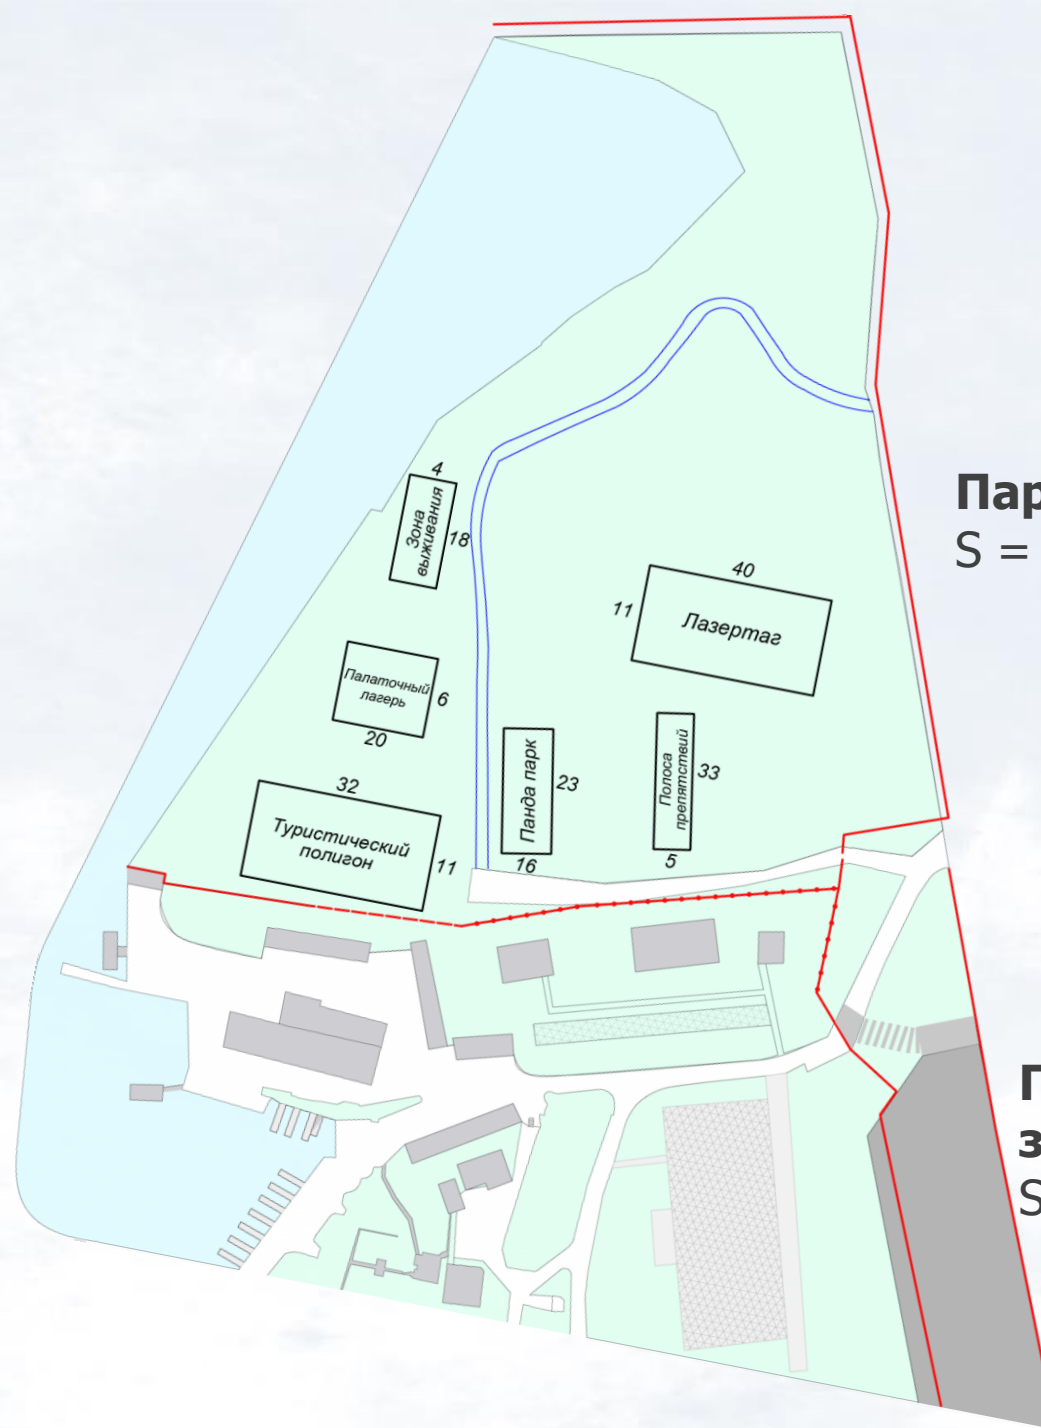 4
Зона
выживания
18
Пар
S =
40
11
Лазертаг
Палаточный
лагерь
6
20
32
Туристический
полигон
11
Панда парк
23
16
Полоса
препятствий
33
5
П
з
S